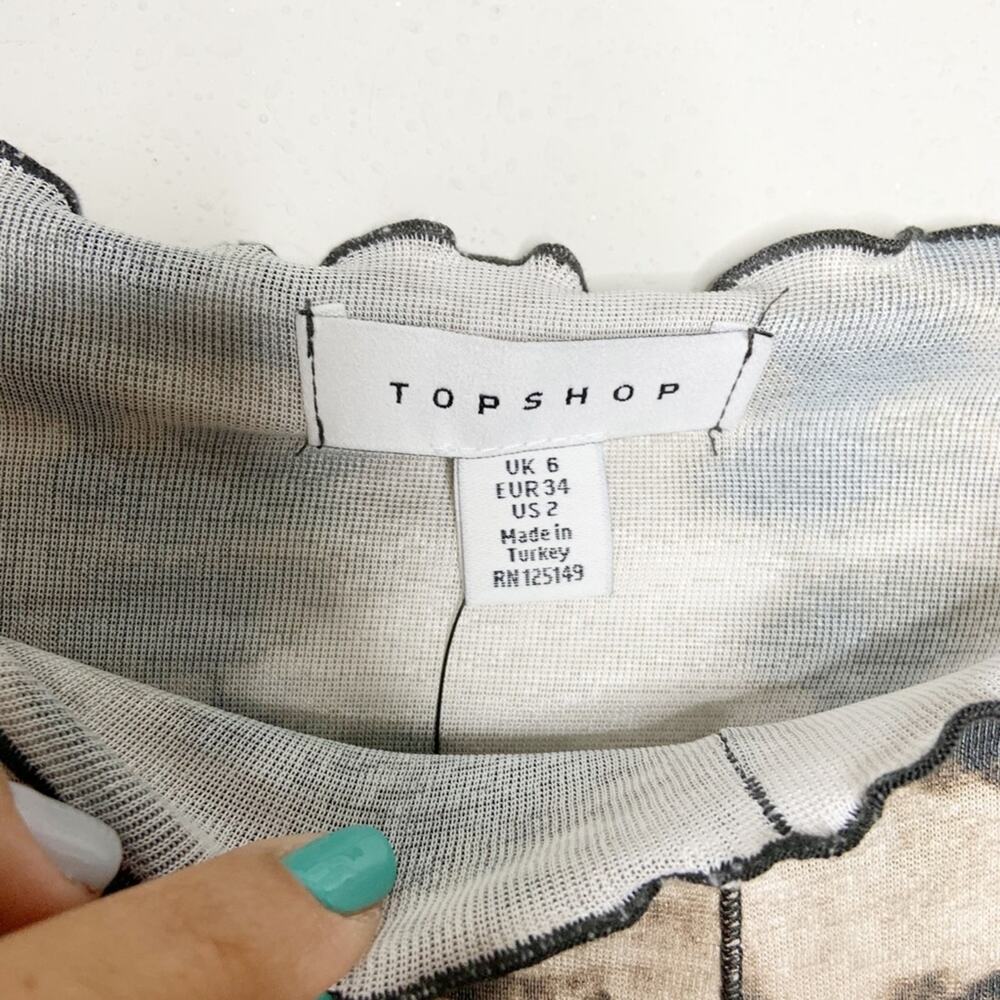 TOPSHOP
UK 6
EUR 34
US 2
Made in
Turkey
RN 125149